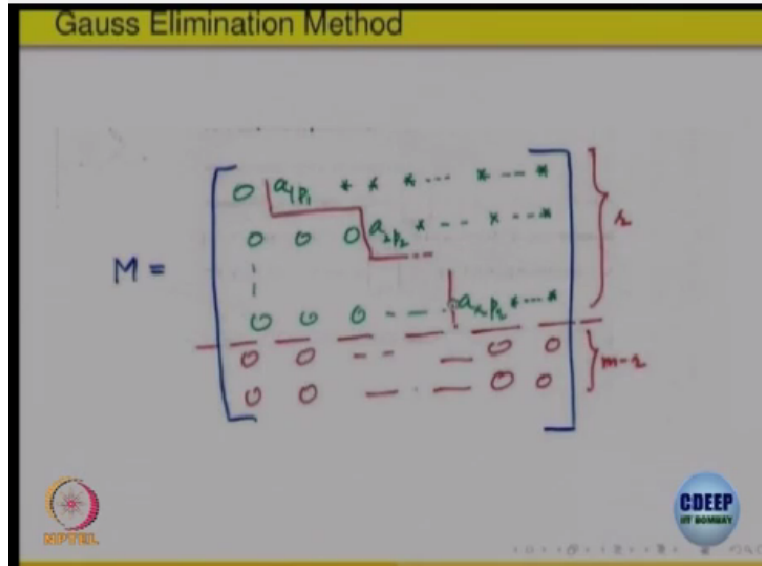 Gauss Elimination Method
0 a₁ₚ₁ * * * --- * --- *
0 0 0 a₂ₚ₂ * - - * - - - *
r
M =
0 0 0 - - - aᵣₚᵣ * --- *
0 0 - - — 0 0
m-r
0 0 — - — 0 0
NPTEL
CDEEP
IIT BOMBAY